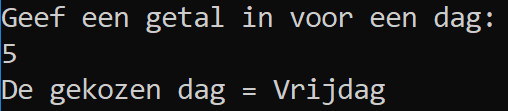 Geef een getal in voor een dag:
5
De gekozen dag = Vrijdag